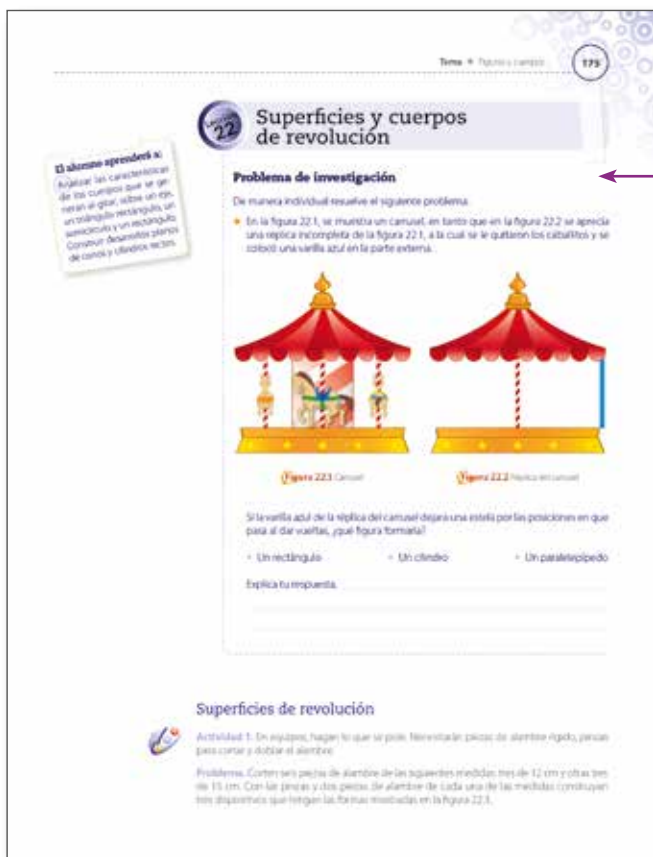 Tema * Figuras y cuerpos
175
Lección
22
Superficies y cuerpos
de revolución
El alumno aprenderá a:
Analizar las características
de los cuerpos que se ge-
neran al girar, sobre un eje,
un triángulo rectángulo, un
semicírculo y un rectángulo.
Construir desarrollos planos
de conos y cilindros rectos.
Problema de investigación
De manera individual resuelve el siguiente problema.
En la figura 22.1, se muestra un carrusel, en tanto que en la figura 22.2 se aprecia
una réplica incompleta de la figura 22.1, a la cual se le quitaron los caballitos y se
colocó una varilla azul en la parte externa.
Figura 22.1 Carrusel
Figura 22.2 Réplica del carrusel
Si la varilla azul de la réplica del carrusel dejara una estela por las posiciones en que
pasa al dar vueltas, ¿qué figura formaría?
• Un rectángulo • Un cilindro • Un paralelepípedo
Explica tu respuesta.
Superficies de revolución
Actividad 1. En equipos, hagan lo que se pide. Necesitarán piezas de alambre rígido, pinzas
para cortar y doblar el alambre.
Problema. Corten seis piezas de alambre de las siguientes medidas: tres de 12 cm y otras tres
de 15 cm. Con las pinzas y dos piezas de alambre de cada una de las medidas construyan
tres dispositivos que tengan las formas mostradas en la figura 22.3.